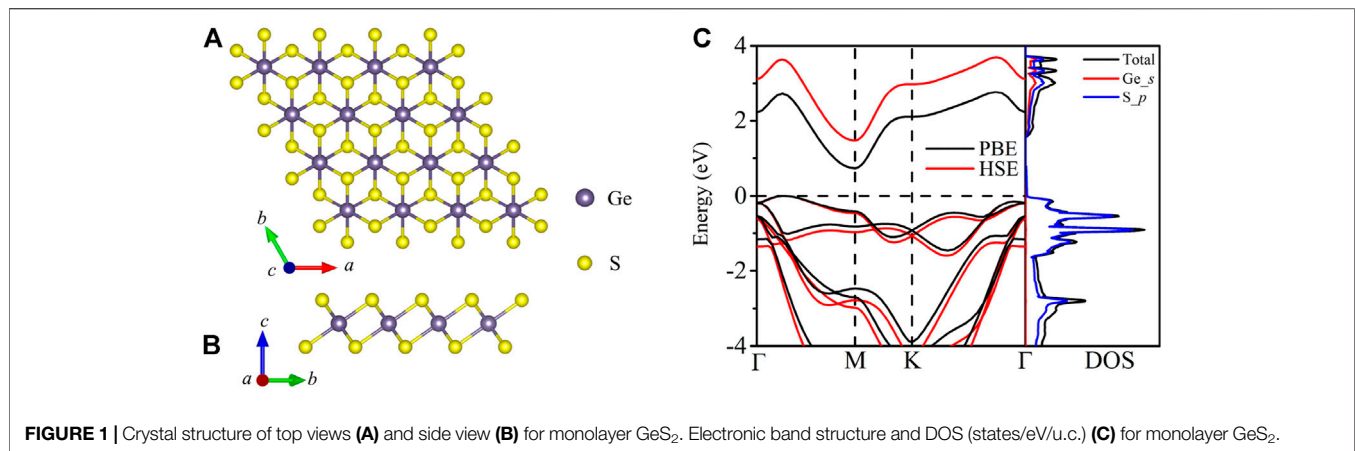 A
Ge
S
b
c
a
B
c
a
b
C
4
2
0
-2
-4
Energy (eV)
PBE
HSE
Γ
M
K
Γ
DOS
Total
Ge_s
S_p
FIGURE 1 | Crystal structure of top views (A) and side view (B) for monolayer GeS₂. Electronic band structure and DOS (states/eV/u.c.) (C) for monolayer GeS₂.